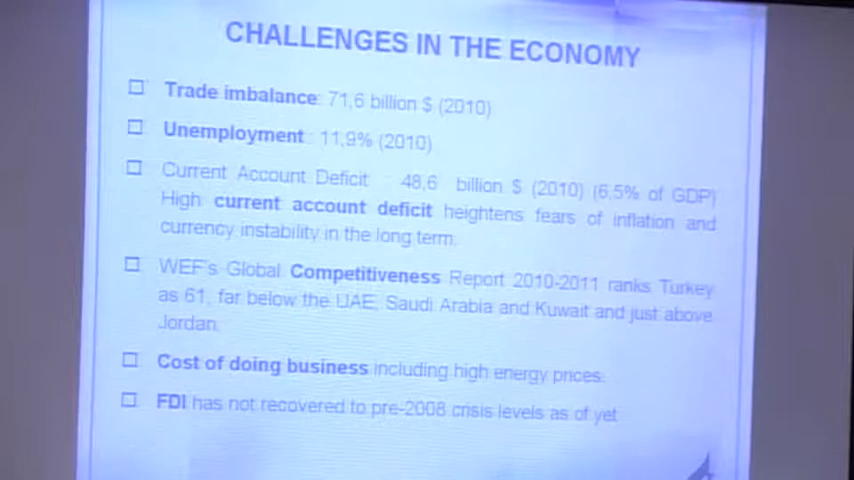 CHALLENGES IN THE ECONOMY
Trade imbalance: 71,6 billion $ (2010)
Unemployment : 11,9% (2010)
Current Account Deficit 48,6 billion $ (2010) (6,5% of GDP)
High current account deficit heightens fears of inflation and
currency instability in the long term.
WEF's Global Competitiveness Report 2010-2011 ranks Turkey
as 61, far below the UAE, Saudi Arabia and Kuwait and just above
Jordan.
Cost of doing business including high energy prices.
FDI has not recovered to pre-2008 crisis levels as of yet